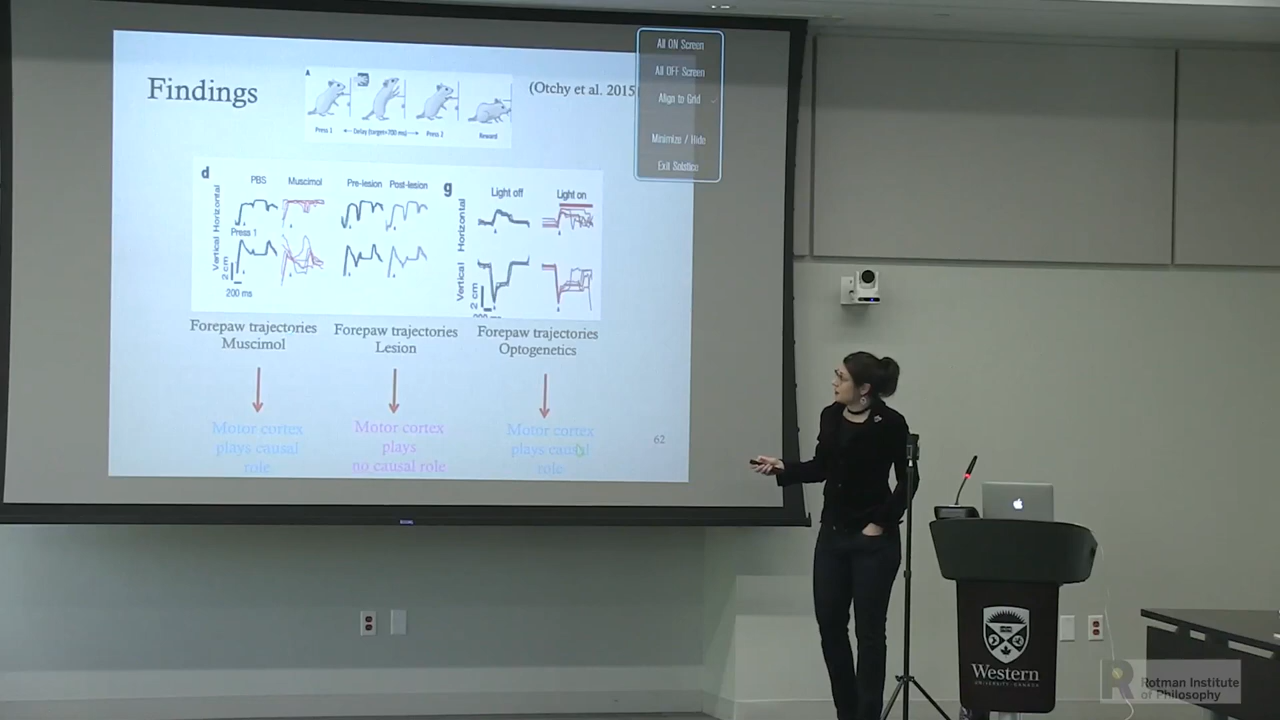 Findings
A
Press 1
Delay (target=700 ms)
Press 2
Reward
(Otchy et al. 2015
All ON Screen
All OFF Screen
Align to Grid
Minimize / Hide
Exit Solstice
d
PBS
Muscimol
Pre-lesion
Post-lesion
Horizontal
Press 1
Vertical
2 cm
200 ms
g
Light off
Light on
Horizontal
Vertical
2 cm
Forepaw trajectories
Muscimol
Forepaw trajectories
Lesion
Forepaw trajectories
Optogenetics
Motor cortex
plays causal
role
Motor cortex
plays
no causal role
Motor cortex
plays causal
role
62
Western
UNIVERSITY · CANADA
R
Rotman Institute
of Philosophy